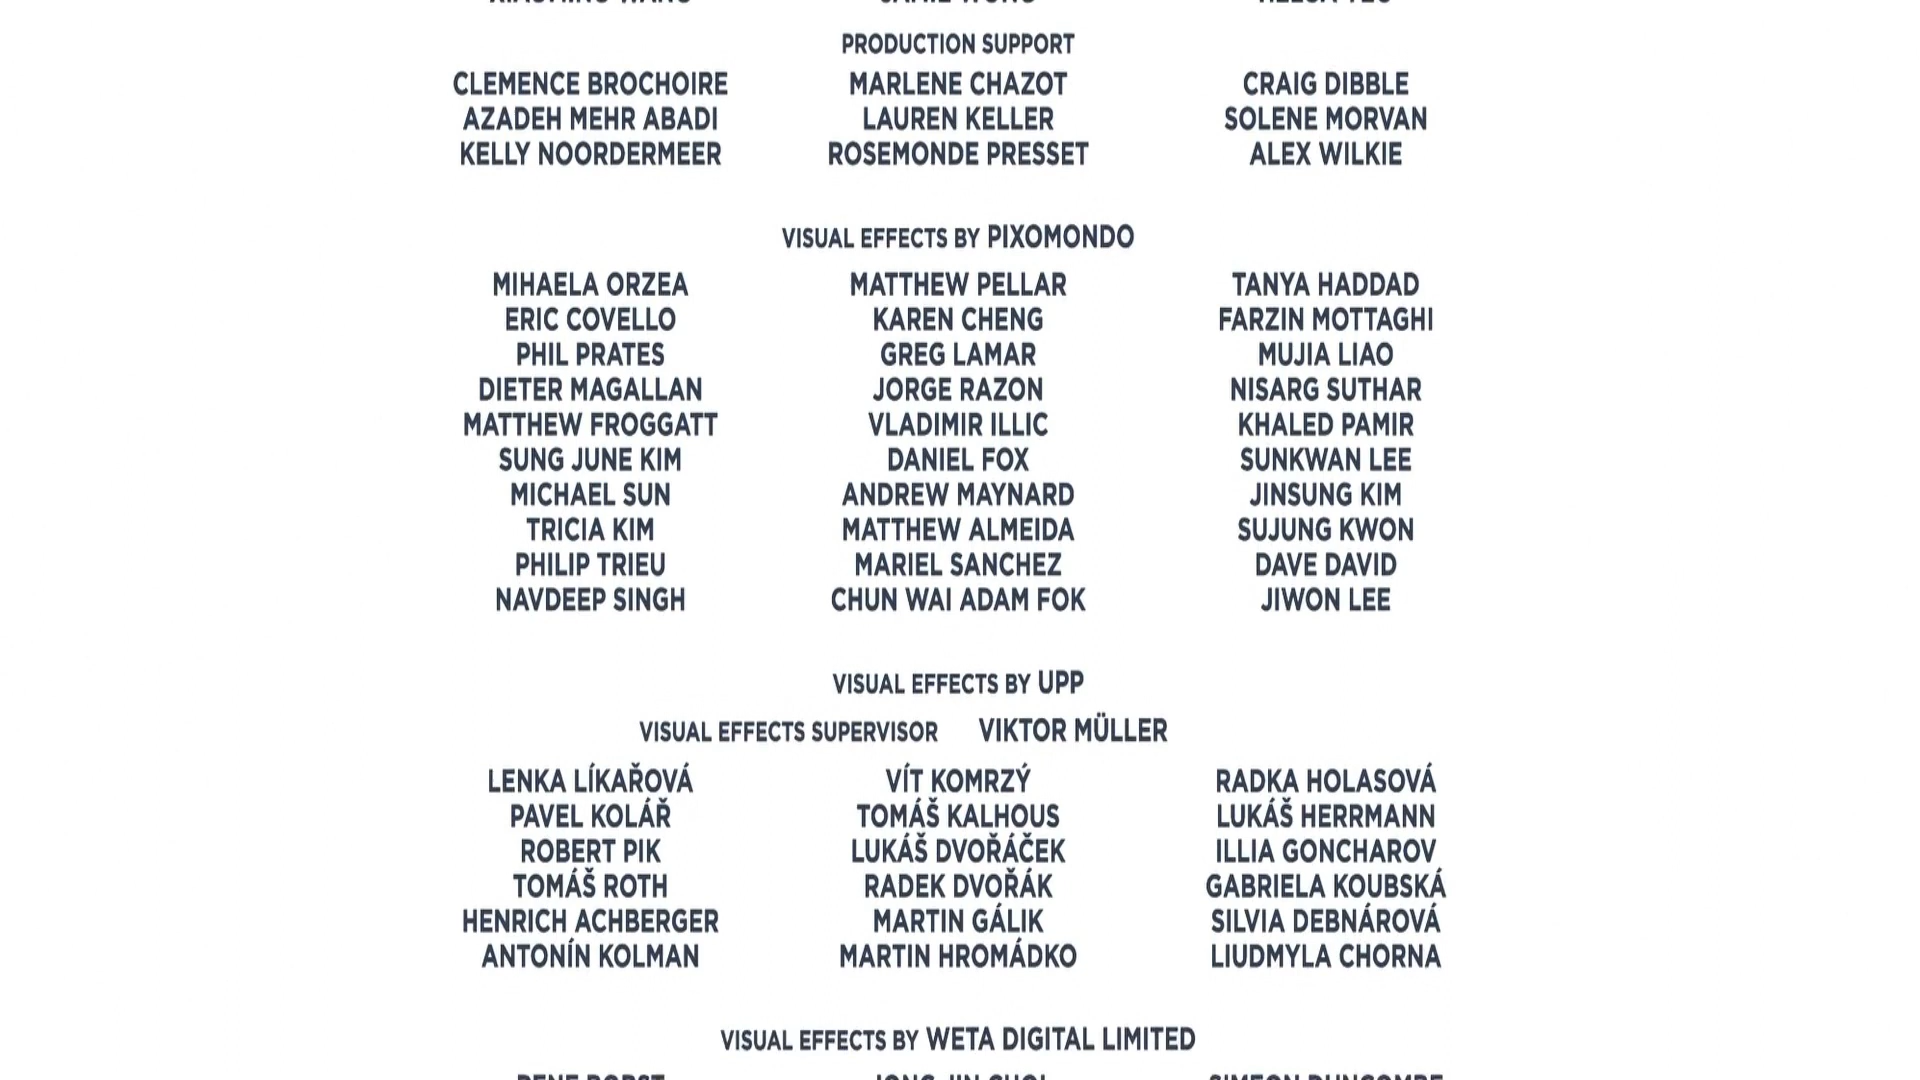 PRODUCTION SUPPORT
CLEMENCE BROCHOIRE MARLENE CHAZOT CRAIG DIBBLE
AZADEH MEHR ABADI LAUREN KELLER SOLENE MORVAN
KELLY NOORDERMEER ROSEMONDE PRESSET ALEX WILKIE
VISUAL EFFECTS BY PIXOMONDO
MIHAELA ORZEA MATTHEW PELLAR TANYA HADDAD
ERIC COVELLO KAREN CHENG FARZIN MOTTAGHI
PHIL PRATES GREG LAMAR MUJIA LIAO
DIETER MAGALLAN JORGE RAZON NISARG SUTHAR
MATTHEW FROGGATT VLADIMIR ILLIC KHALED PAMIR
SUNG JUNE KIM DANIEL FOX SUNKWAN LEE
MICHAEL SUN ANDREW MAYNARD JINSUNG KIM
TRICIA KIM MATTHEW ALMEIDA SUJUNG KWON
PHILIP TRIEU MARIEL SANCHEZ DAVE DAVID
NAVDEEP SINGH CHUN WAI ADAM FOK JIWON LEE
VISUAL EFFECTS BY UPP
VISUAL EFFECTS SUPERVISOR VIKTOR MÜLLER
LENKA LÍKAŘOVÁ VÍT KOMRZÝ RADKA HOLASOVÁ
PAVEL KOLÁŘ TOMÁŠ KALHOUS LUKÁŠ HERRMANN
ROBERT PIK LUKÁŠ DVOŘÁČEK ILLIA GONCHAROV
TOMÁŠ ROTH RADEK DVOŘÁK GABRIELA KOUBSKÁ
HENRICH ACHBERGER MARTIN GÁLIK SILVIA DEBNÁROVÁ
ANTONÍN KOLMAN MARTIN HROMÁDKO LIUDMYLA CHORNA
VISUAL EFFECTS BY WETA DIGITAL LIMITED